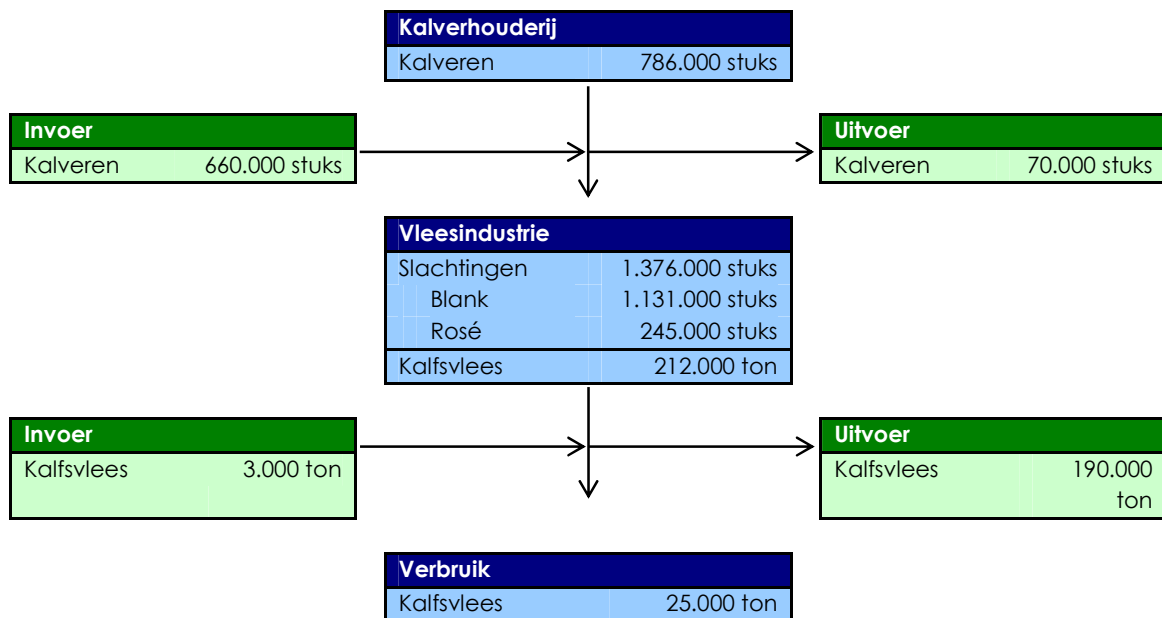 Kalverhouderij
Kalveren 786.000 stuks
Invoer
Kalveren 660.000 stuks
Uitvoer
Kalveren 70.000 stuks
Vleesindustrie
Slachtingen 1.376.000 stuks
Blank 1.131.000 stuks
Rosé 245.000 stuks
Kalfsvlees 212.000 ton
Invoer
Kalfsvlees 3.000 ton
Uitvoer
Kalfsvlees 190.000
ton
Verbruik
Kalfsvlees 25.000 ton